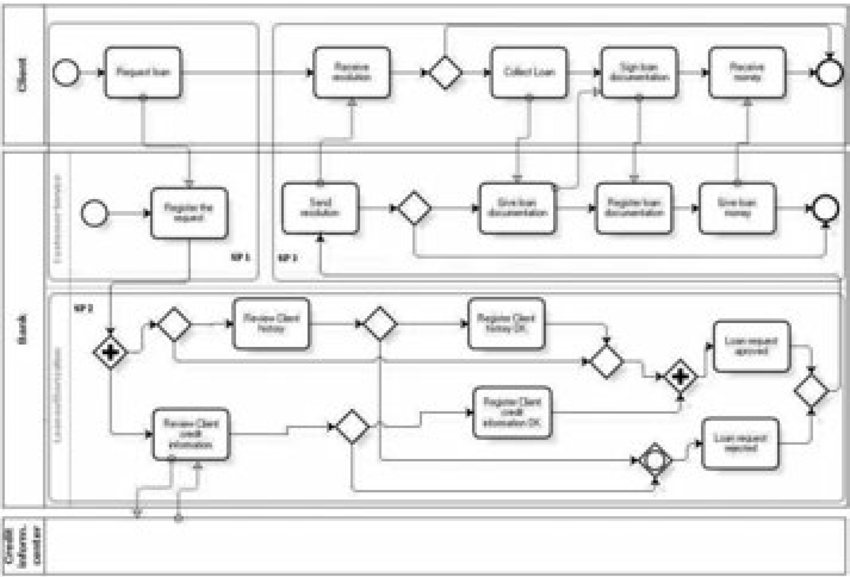 Client
Request loan
Receive
resolution
Collect Loan
Sign loan
documentation
Receive
money
Bank
Customer Service
Register the
request
Send
resolution
Give loan
documentation
Register loan
documentation
Give loan
money
SP 1
SP 3
SP 2
Loan authorization
Review Client
history
Register Client
history OK
Loan request
aproved
Review Client
credit
information
Register Client
credit
information OK
Loan request
rejected
Credit
inform.
center